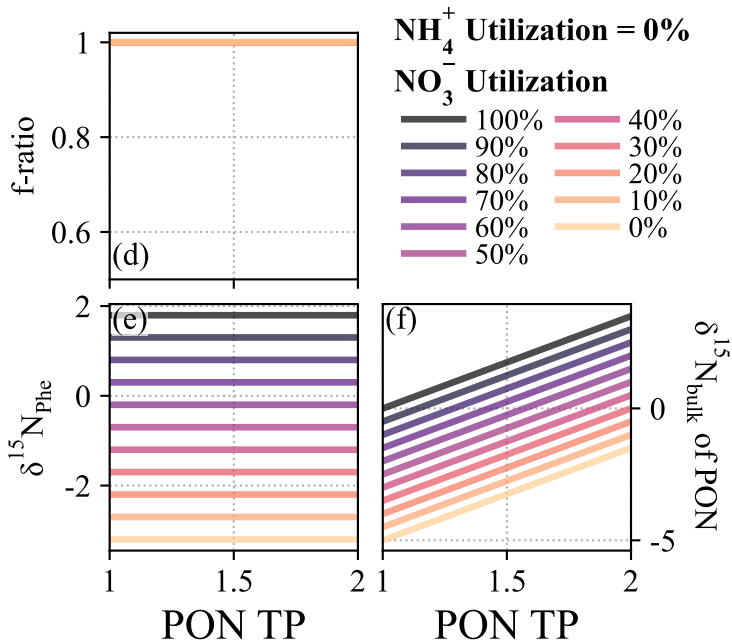 1
0.8
0.6
f-ratio
(d)
NH₄⁺ Utilization = 0%
NO₃⁻ Utilization
100% 40%
90% 30%
80% 20%
70% 10%
60% 0%
50%
2
0
-2
δ¹⁵N_Phe
(e)
1 1.5 2
PON TP
(f)
0
-5
δ¹⁵N_bulk of PON
1 1.5 2
PON TP